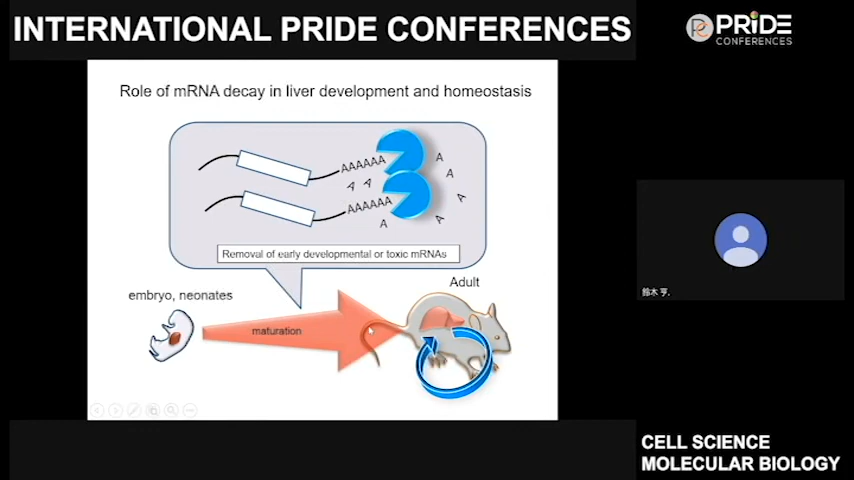 INTERNATIONAL PRIDE CONFERENCES
PRIDE
CONFERENCES
Role of mRNA decay in liver development and homeostasis
AAAAAA
A
A
A A
A
AAAAAA
A
A
Removal of early developmental or toxic mRNAs
Adult
embryo, neonates
maturation
鈴木 亨.
CELL SCIENCE
MOLECULAR BIOLOGY